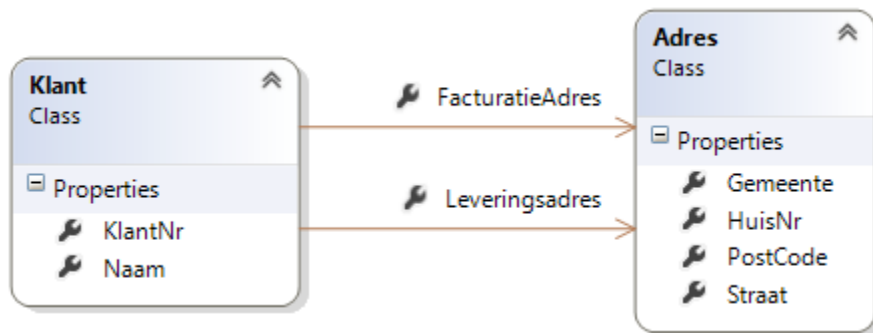 Klant
Class
Properties
KlantNr
Naam
FacturatieAdres
Leveringsadres
Adres
Class
Properties
Gemeente
HuisNr
PostCode
Straat